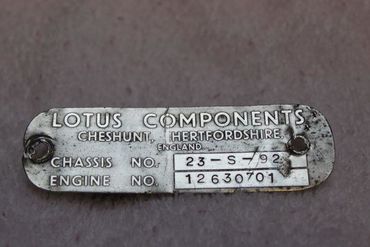 LOTUS COMPONENTS
CHESHUNT, HERTFORDSHIRE,
ENGLAND
CHASSIS NO. 23-S-92
ENGINE NO. 12630701